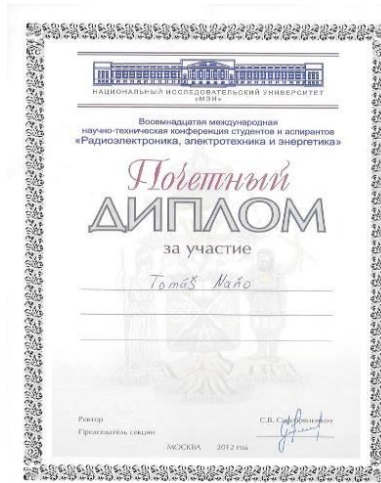 НАЦИОНАЛЬНЫЙ ИССЛЕДОВАТЕЛЬСКИЙ УНИВЕРСИТЕТ
«МЭИ»
Восемнадцатая международная
научно-техническая конференция студентов и аспирантов
«Радиоэлектроника, электротехника и энергетика»
Почетный
ДИПЛОМ
за участие
Tomáš Naňo
Ректор
С.В.
Председатель секции
МОСКВА 2012 год